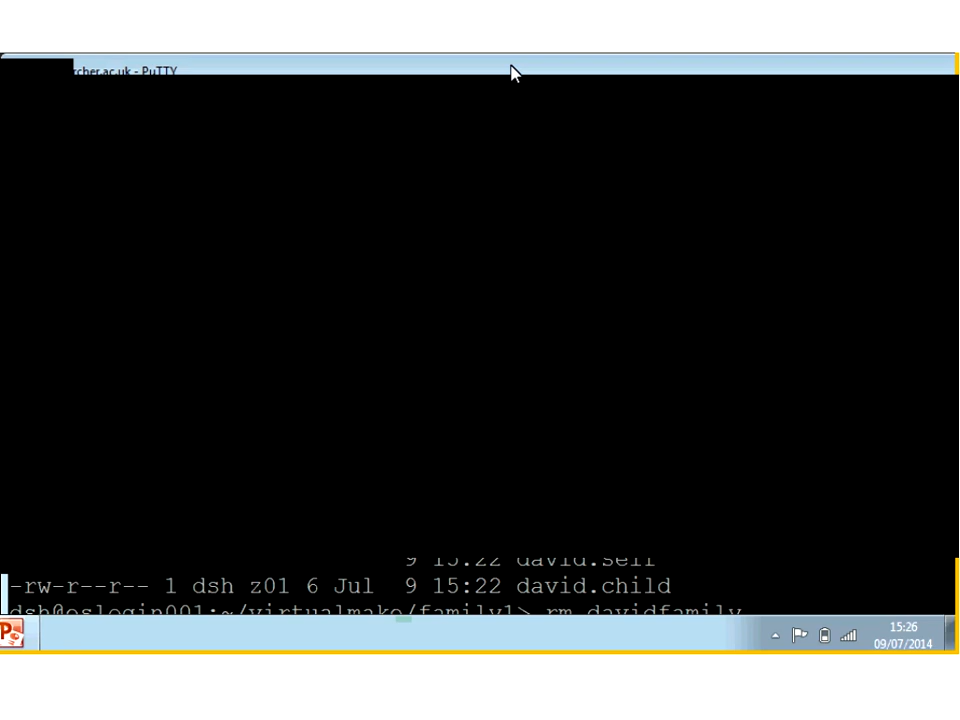 rcher.ac.uk - PuTTY
9 15:22 david.self
-rw-r--r-- 1 dsh z01 6 Jul 9 15:22 david.child
dsh@oslogin001:~/virtualmake/family1> rm davidfamily
15:26
09/07/2014